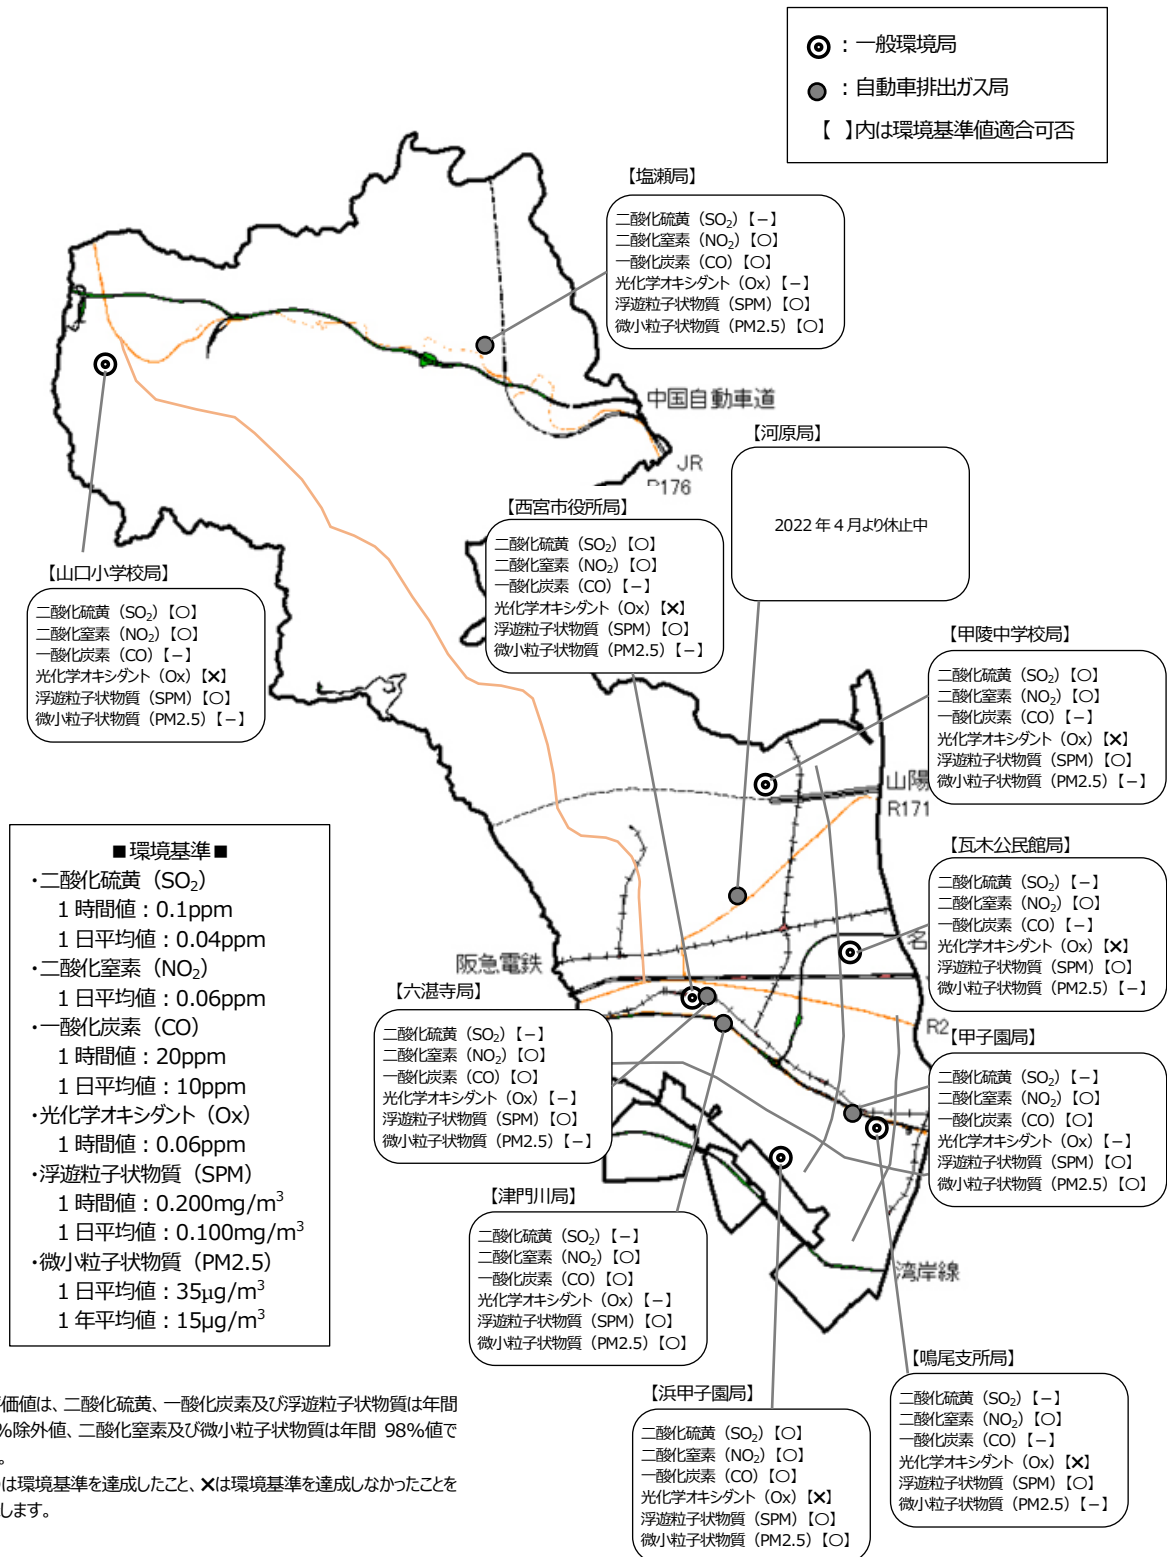 ：一般環境局
：自動車排出ガス局
【 】内は環境基準値適合可否
【塩瀬局】
二酸化硫黄（SO₂）【－】
二酸化窒素（NO₂）【○】
一酸化炭素（CO）【○】
光化学オキシダント（Ox）【－】
浮遊粒子状物質（SPM）【○】
微小粒子状物質（PM2.5）【○】
中国自動車道
JR
R176
【河原局】
2022 年 4 月より休止中
【西宮市役所局】
二酸化硫黄（SO₂）【○】
二酸化窒素（NO₂）【○】
一酸化炭素（CO）【－】
光化学オキシダント（Ox）【×】
浮遊粒子状物質（SPM）【○】
微小粒子状物質（PM2.5）【－】
【山口小学校局】
二酸化硫黄（SO₂）【○】
二酸化窒素（NO₂）【○】
一酸化炭素（CO）【－】
光化学オキシダント（Ox）【×】
浮遊粒子状物質（SPM）【○】
微小粒子状物質（PM2.5）【－】
【甲陵中学校局】
二酸化硫黄（SO₂）【○】
二酸化窒素（NO₂）【○】
一酸化炭素（CO）【－】
光化学オキシダント（Ox）【×】
浮遊粒子状物質（SPM）【○】
微小粒子状物質（PM2.5）【－】
山陽
R171
■環境基準■
・二酸化硫黄（SO₂）
1 時間値：0.1ppm
1 日平均値：0.04ppm
・二酸化窒素（NO₂）
1 日平均値：0.06ppm
・一酸化炭素（CO）
1 時間値：20ppm
1 日平均値：10ppm
・光化学オキシダント（Ox）
1 時間値：0.06ppm
・浮遊粒子状物質（SPM）
1 時間値：0.200mg/m³
1 日平均値：0.100mg/m³
・微小粒子状物質（PM2.5）
1 日平均値：35μg/m³
1 年平均値：15μg/m³
【瓦木公民館局】
二酸化硫黄（SO₂）【－】
二酸化窒素（NO₂）【○】
一酸化炭素（CO）【－】
光化学オキシダント（Ox）【×】
浮遊粒子状物質（SPM）【○】
微小粒子状物質（PM2.5）【－】
名
阪急電鉄
R2
【六湛寺局】
二酸化硫黄（SO₂）【－】
二酸化窒素（NO₂）【○】
一酸化炭素（CO）【○】
光化学オキシダント（Ox）【－】
浮遊粒子状物質（SPM）【○】
微小粒子状物質（PM2.5）【－】
【甲子園局】
二酸化硫黄（SO₂）【－】
二酸化窒素（NO₂）【○】
一酸化炭素（CO）【○】
光化学オキシダント（Ox）【－】
浮遊粒子状物質（SPM）【○】
微小粒子状物質（PM2.5）【○】
【津門川局】
二酸化硫黄（SO₂）【－】
二酸化窒素（NO₂）【○】
一酸化炭素（CO）【○】
光化学オキシダント（Ox）【－】
浮遊粒子状物質（SPM）【○】
微小粒子状物質（PM2.5）【○】
湾岸線
【鳴尾支所局】
二酸化硫黄（SO₂）【－】
二酸化窒素（NO₂）【○】
一酸化炭素（CO）【－】
光化学オキシダント（Ox）【×】
浮遊粒子状物質（SPM）【○】
微小粒子状物質（PM2.5）【－】
【浜甲子園局】
二酸化硫黄（SO₂）【○】
二酸化窒素（NO₂）【○】
一酸化炭素（CO）【○】
光化学オキシダント（Ox）【×】
浮遊粒子状物質（SPM）【○】
微小粒子状物質（PM2.5）【○】
価値は、二酸化硫黄、一酸化炭素及び浮遊粒子状物質は年間
%除外値、二酸化窒素及び微小粒子状物質は年間 98%値で
。
は環境基準を達成したこと、×は環境基準を達成しなかったことを
します。